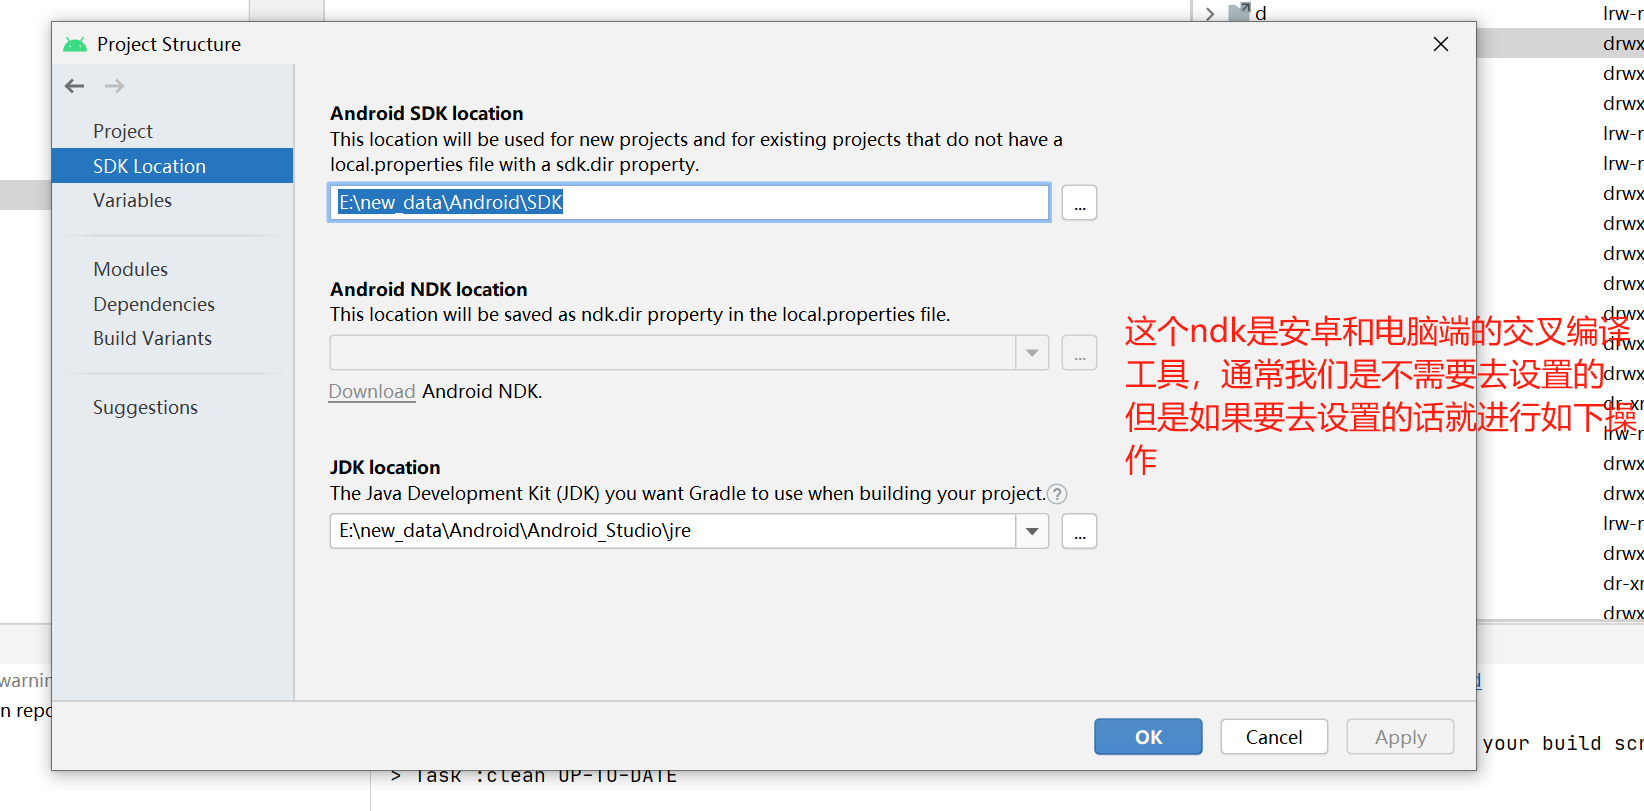 d
lrw-r
Project Structure
drwx
drwx
Project
Android SDK location
drwx
This location will be used for new projects and for existing projects that do not have a
lrw-r
SDK Location
local.properties file with a sdk.dir property.
lrw-r
Variables
E:\new_data\Android\SDK
...
drwx
drwx
drwx
Modules
Android NDK location
drwx
Dependencies
This location will be saved as ndk.dir property in the local.properties file.
drwx
这个ndk是安卓和电脑端的交叉编译
Build Variants
...
drwx
工具，通常我们是不需要去设置的
drwx
Download Android NDK.
dr-xr
Suggestions
但是如果要去设置的话就进行如下操
lrw-r
作
JDK location
drwx
The Java Development Kit (JDK) you want Gradle to use when building your project.
?
drwx
E:\new_data\Android\Android_Studio\jre
...
lrw-r
drwx
dr-xr
drwx
warnin
d
n repo
OK
Cancel
Apply
your build scr
> Task :clean UP-TO-DATE